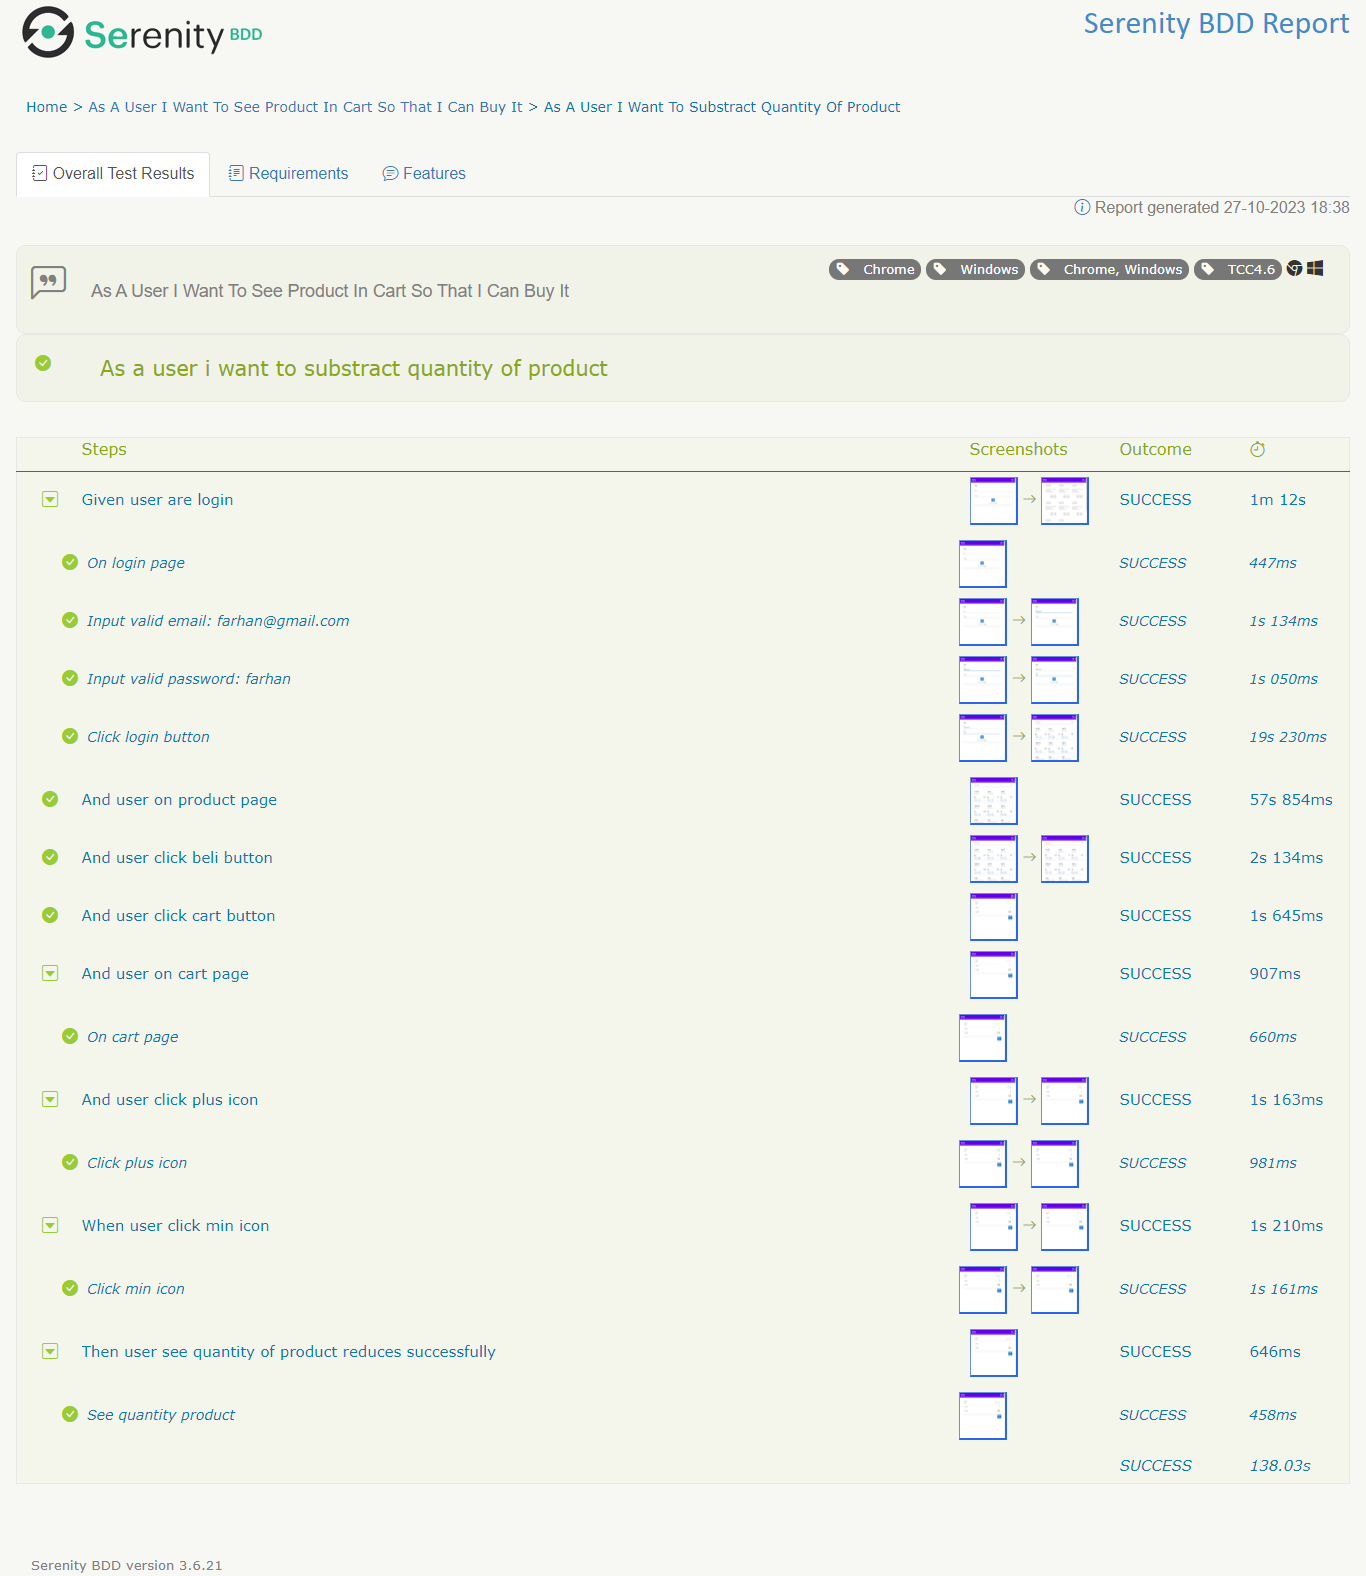 Serenity BDD
Serenity BDD Report
Home > As A User I Want To See Product In Cart So That I Can Buy It > As A User I Want To Substract Quantity Of Product
Overall Test Results Requirements Features
Report generated 27-10-2023 18:38
Chrome Windows Chrome, Windows TCC4.6
As A User I Want To See Product In Cart So That I Can Buy It
As a user i want to substract quantity of product
Steps Screenshots Outcome
Given user are login SUCCESS 1m 12s
On login page SUCCESS 447ms
Input valid email: farhan@gmail.com SUCCESS 1s 134ms
Input valid password: farhan SUCCESS 1s 050ms
Click login button SUCCESS 19s 230ms
And user on product page SUCCESS 57s 854ms
And user click beli button SUCCESS 2s 134ms
And user click cart button SUCCESS 1s 645ms
And user on cart page SUCCESS 907ms
On cart page SUCCESS 660ms
And user click plus icon SUCCESS 1s 163ms
Click plus icon SUCCESS 981ms
When user click min icon SUCCESS 1s 210ms
Click min icon SUCCESS 1s 161ms
Then user see quantity of product reduces successfully SUCCESS 646ms
See quantity product SUCCESS 458ms
SUCCESS 138.03s
Serenity BDD version 3.6.21